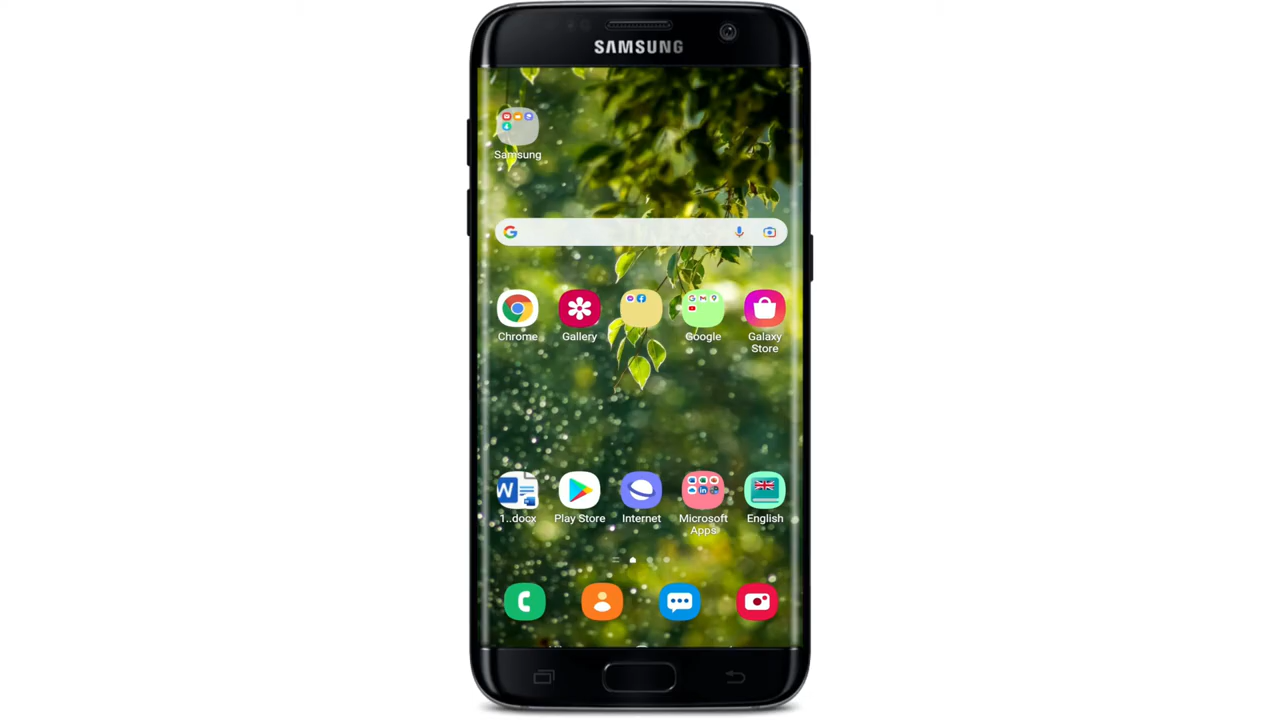 SAMSUNG
Samsung
Chrome
Gallery
Google
Galaxy
Store
1..docx
Play Store
Internet
Microsoft
Apps
English